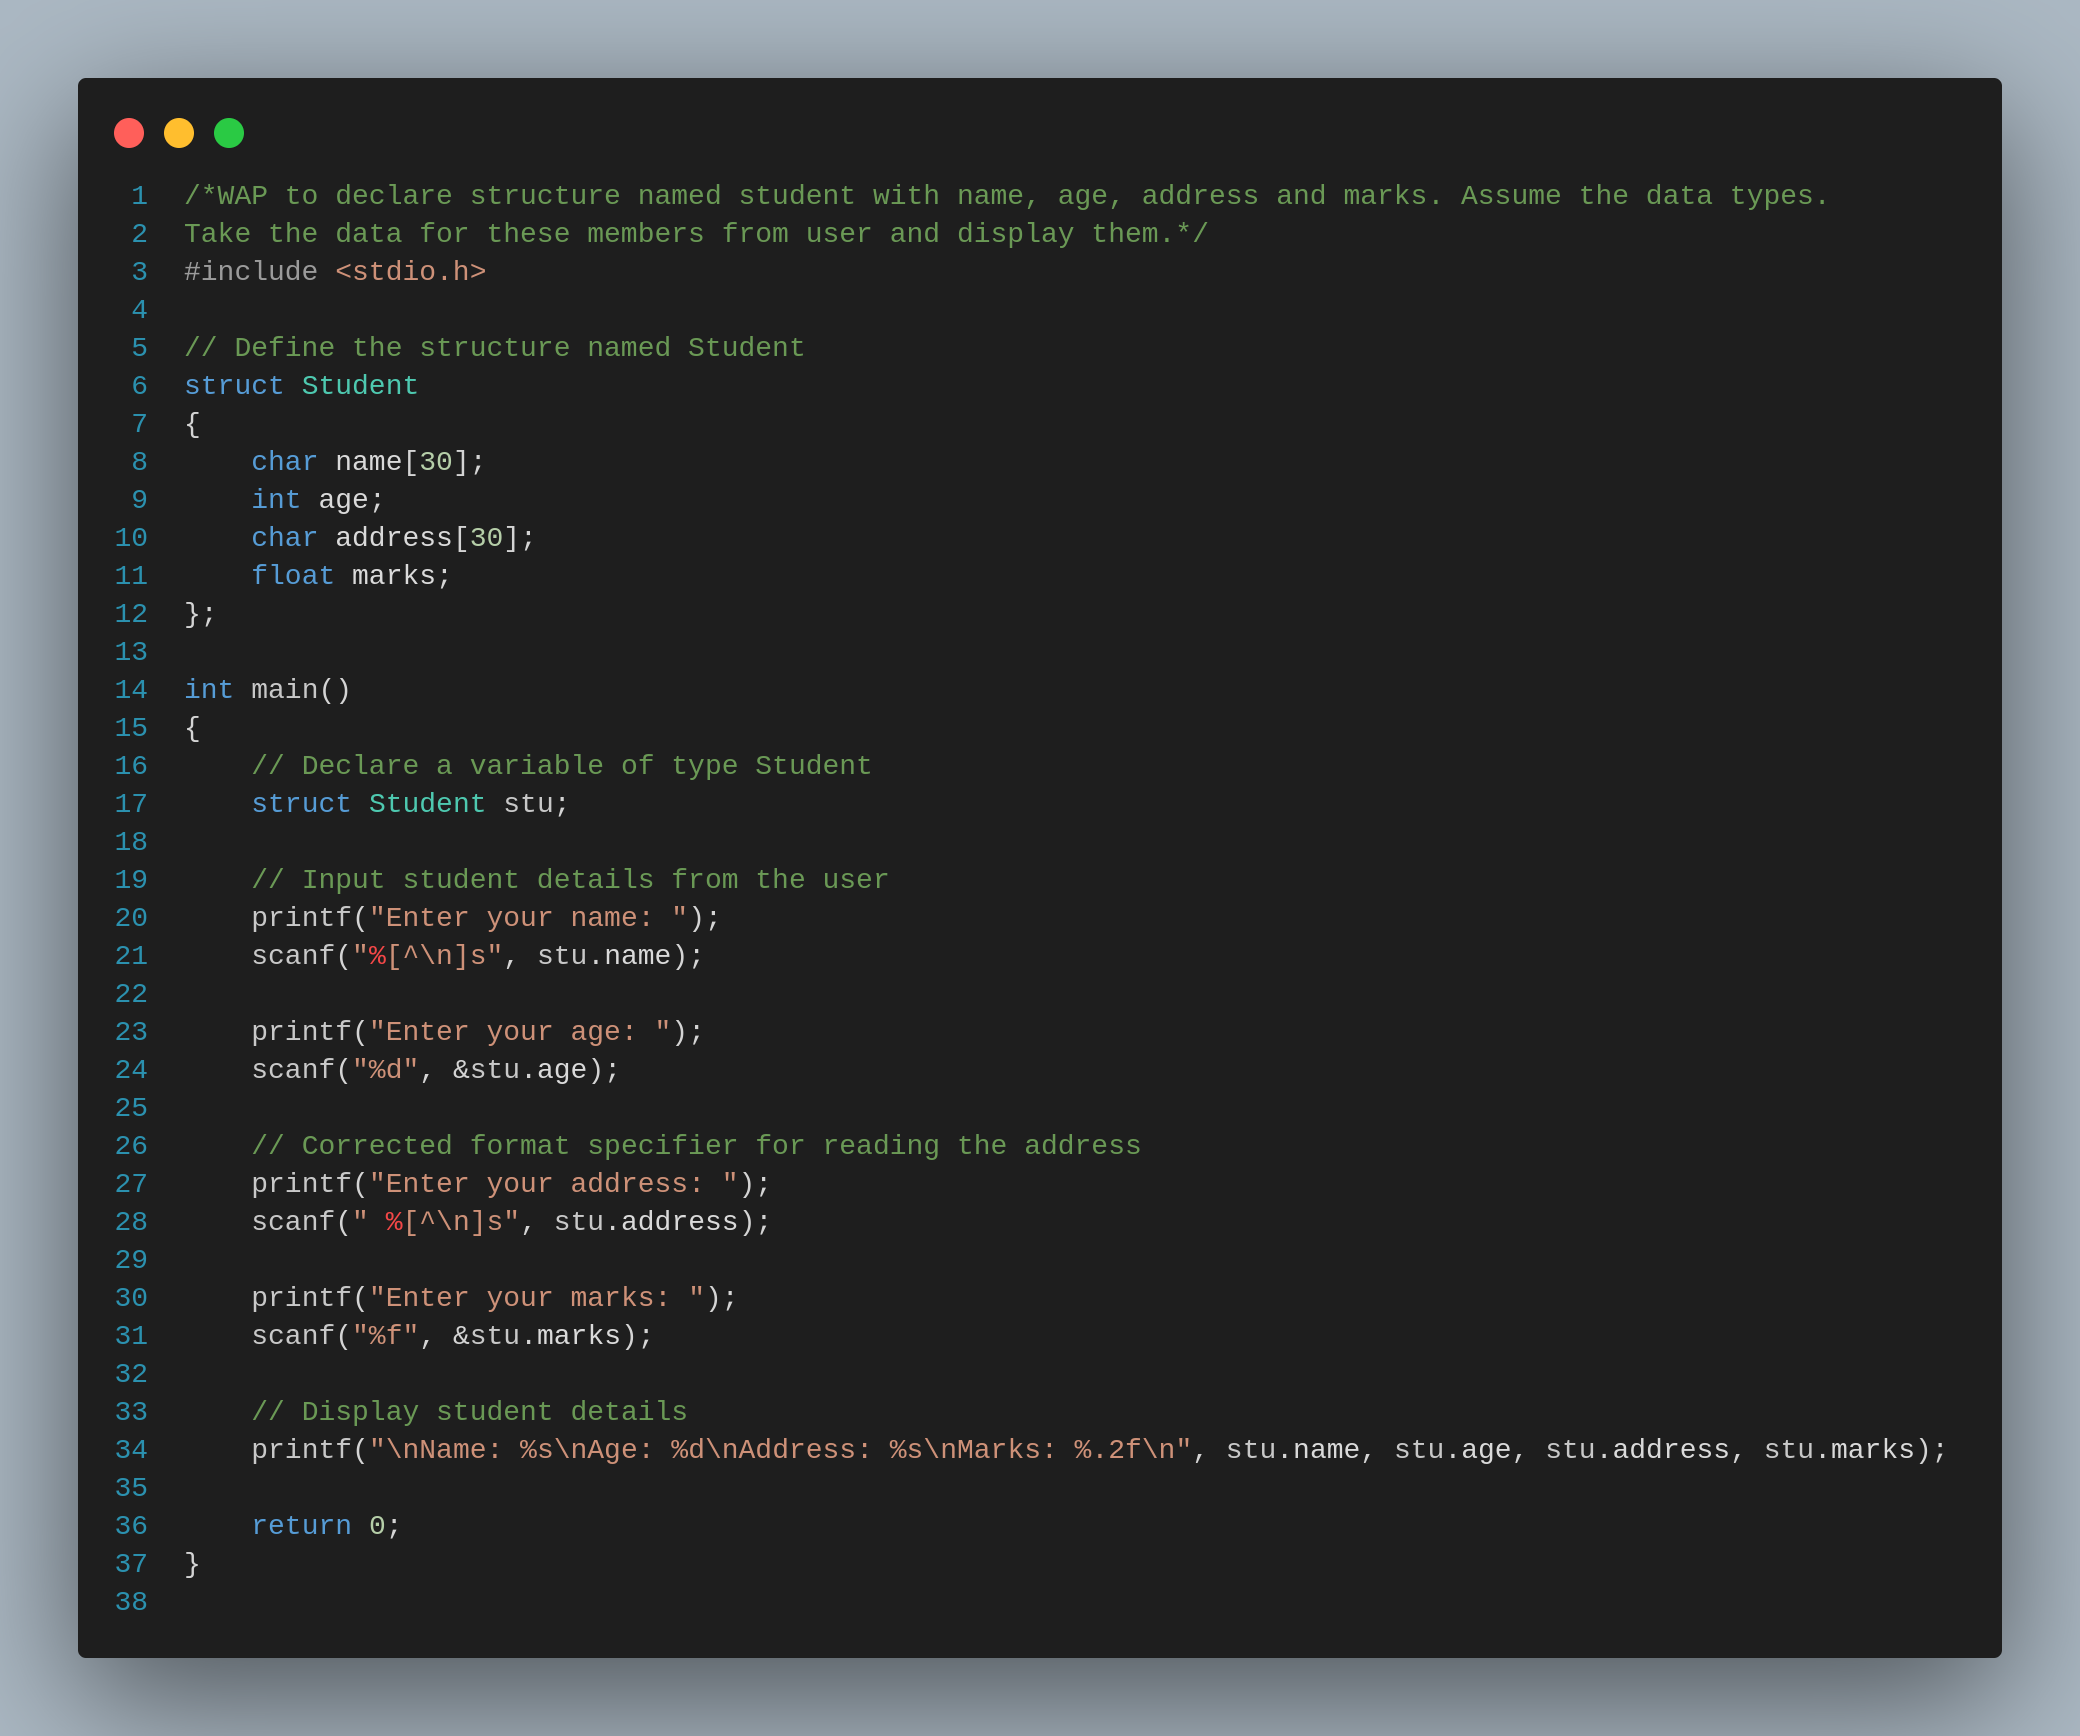 1 /*WAP to declare structure named student with name, age, address and marks. Assume the data types.
2 Take the data for these members from user and display them.*/
3 #include <stdio.h>
4
5 // Define the structure named Student
6 struct Student
7 {
8     char name[30];
9     int age;
10     char address[30];
11     float marks;
12 };
13
14 int main()
15 {
16     // Declare a variable of type Student
17     struct Student stu;
18
19     // Input student details from the user
20     printf("Enter your name: ");
21     scanf("%[^\n]s", stu.name);
22
23     printf("Enter your age: ");
24     scanf("%d", &stu.age);
25
26     // Corrected format specifier for reading the address
27     printf("Enter your address: ");
28     scanf(" %[^\n]s", stu.address);
29
30     printf("Enter your marks: ");
31     scanf("%f", &stu.marks);
32
33     // Display student details
34     printf("\nName: %s\nAge: %d\nAddress: %s\nMarks: %.2f\n", stu.name, stu.age, stu.address, stu.marks);
35
36     return 0;
37 }
38